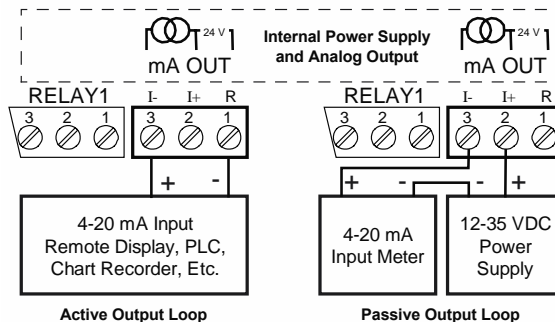 24 V
mA OUT
Internal Power Supply
and Analog Output
24 V
mA OUT
RELAY1
I- I+ R
3 2 1
3 2 1
RELAY1
I- I+ R
3 2 1
3 2 1
+ -
4-20 mA Input
Remote Display, PLC,
Chart Recorder, Etc.
Active Output Loop
+ - - +
4-20 mA
Input Meter
12-35 VDC
Power
Supply
Passive Output Loop